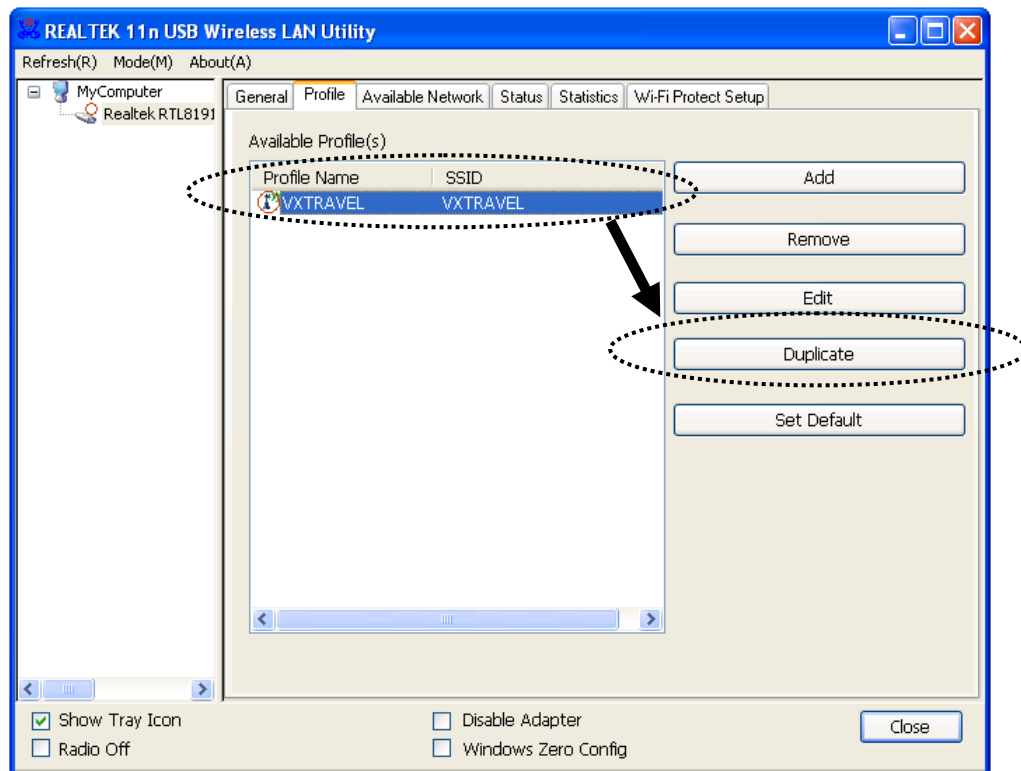 REALTEK 11n USB Wireless LAN Utility
Refresh(R) Mode(M) About(A)
MyComputer
Realtek RTL8191
General Profile Available Network Status Statistics Wi-Fi Protect Setup
Available Profile(s)
Profile Name SSID
VXTRAVEL VXTRAVEL
Add
Remove
Edit
Duplicate
Set Default
Show Tray Icon
Radio Off
Disable Adapter
Windows Zero Config
Close